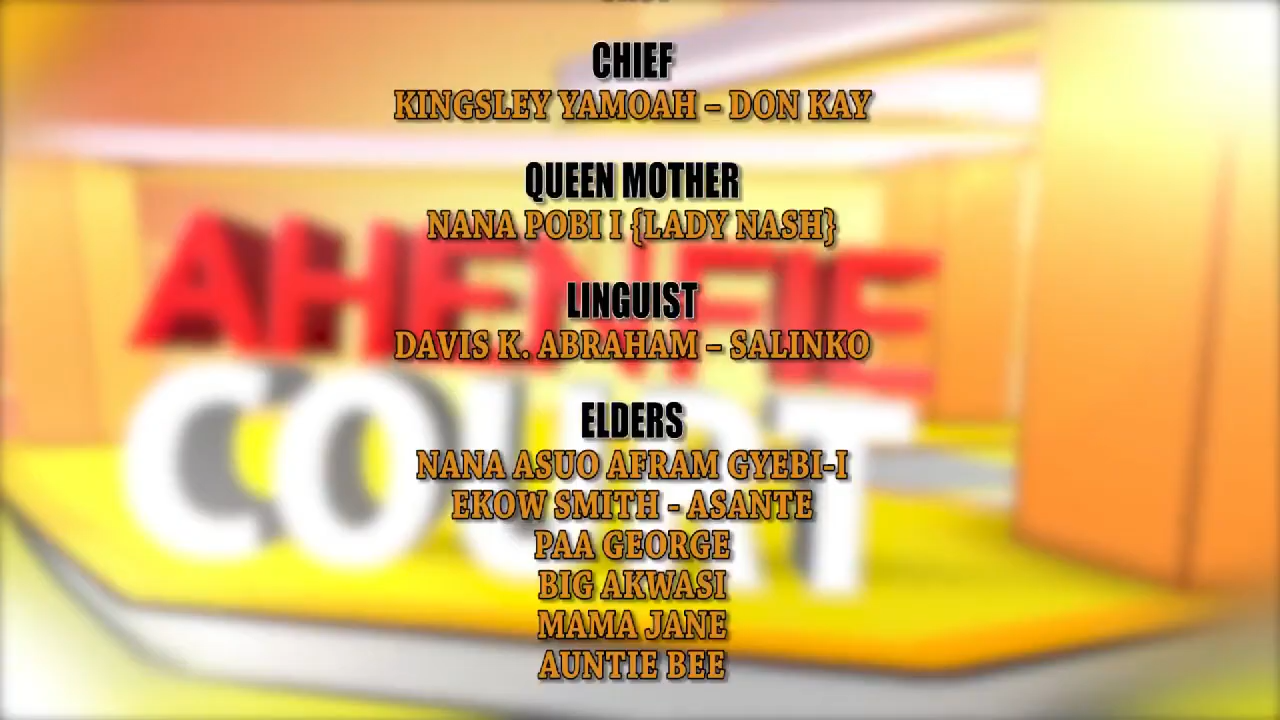 CHIEF
KINGSLEY YAMOAH – DON KAY
QUEEN MOTHER
NANA POBI I {LADY NASH}
LINGUIST
DAVIS K. ABRAHAM – SALINKO
ELDERS
NANA ASUO AFRAM GYEBI-I
EKOW SMITH - ASANTE
PAA GEORGE
BIG AKWASI
MAMA JANE
AUNTIE BEE
AHENFIE
COURT